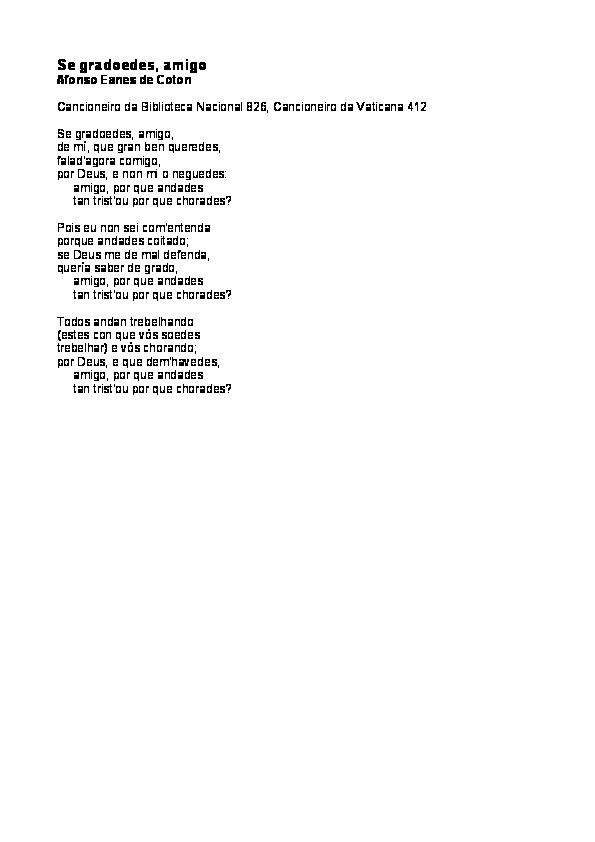 Se gradoedes, amigo
Afonso Eanes de Coton
Cancioneiro da Biblioteca Nacional 826, Cancioneiro da Vaticana 412
Se gradoedes, amigo,
de mi, que gran ben queredes,
falad'agora comigo,
por Deus, e non mi o neguedes:
amigo, por que andades
tan trist'ou por que chorades?
Pois eu non sei com'entenda
porque andades coitado;
se Deus me de mal defenda,
queria saber de grado,
amigo, por que andades
tan trist'ou por que chorades?
Todos andan trebelhando
(estes con que vós soedes
trebelhar) e vós chorando;
por Deus, e que dem'havedes,
amigo, por que andades
tan trist'ou por que chorades?